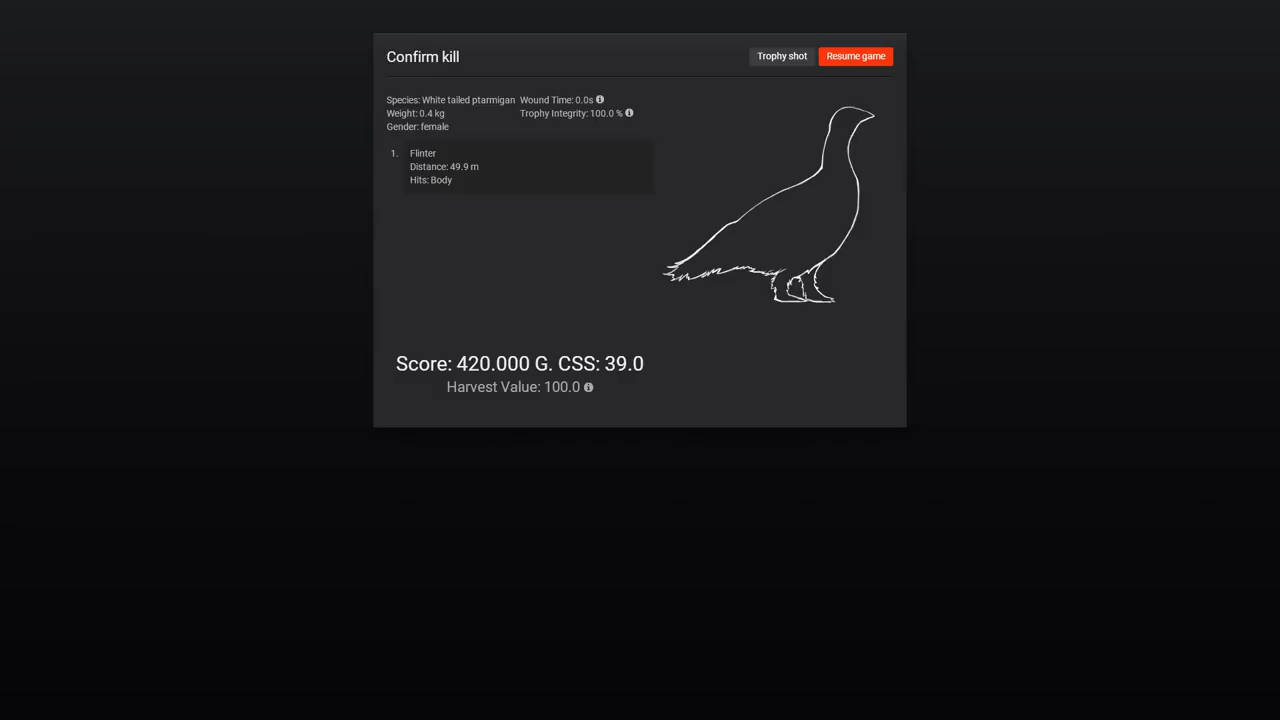 Confirm kill
Trophy shot
Resume game
Species: White tailed ptarmigan
Wound Time: 0.0s
Weight: 0.4 kg
Trophy Integrity: 100.0 %
Gender: female
1. Flinter
Distance: 49.9 m
Hits: Body
Score: 420.000 G. CSS: 39.0
Harvest Value: 100.0